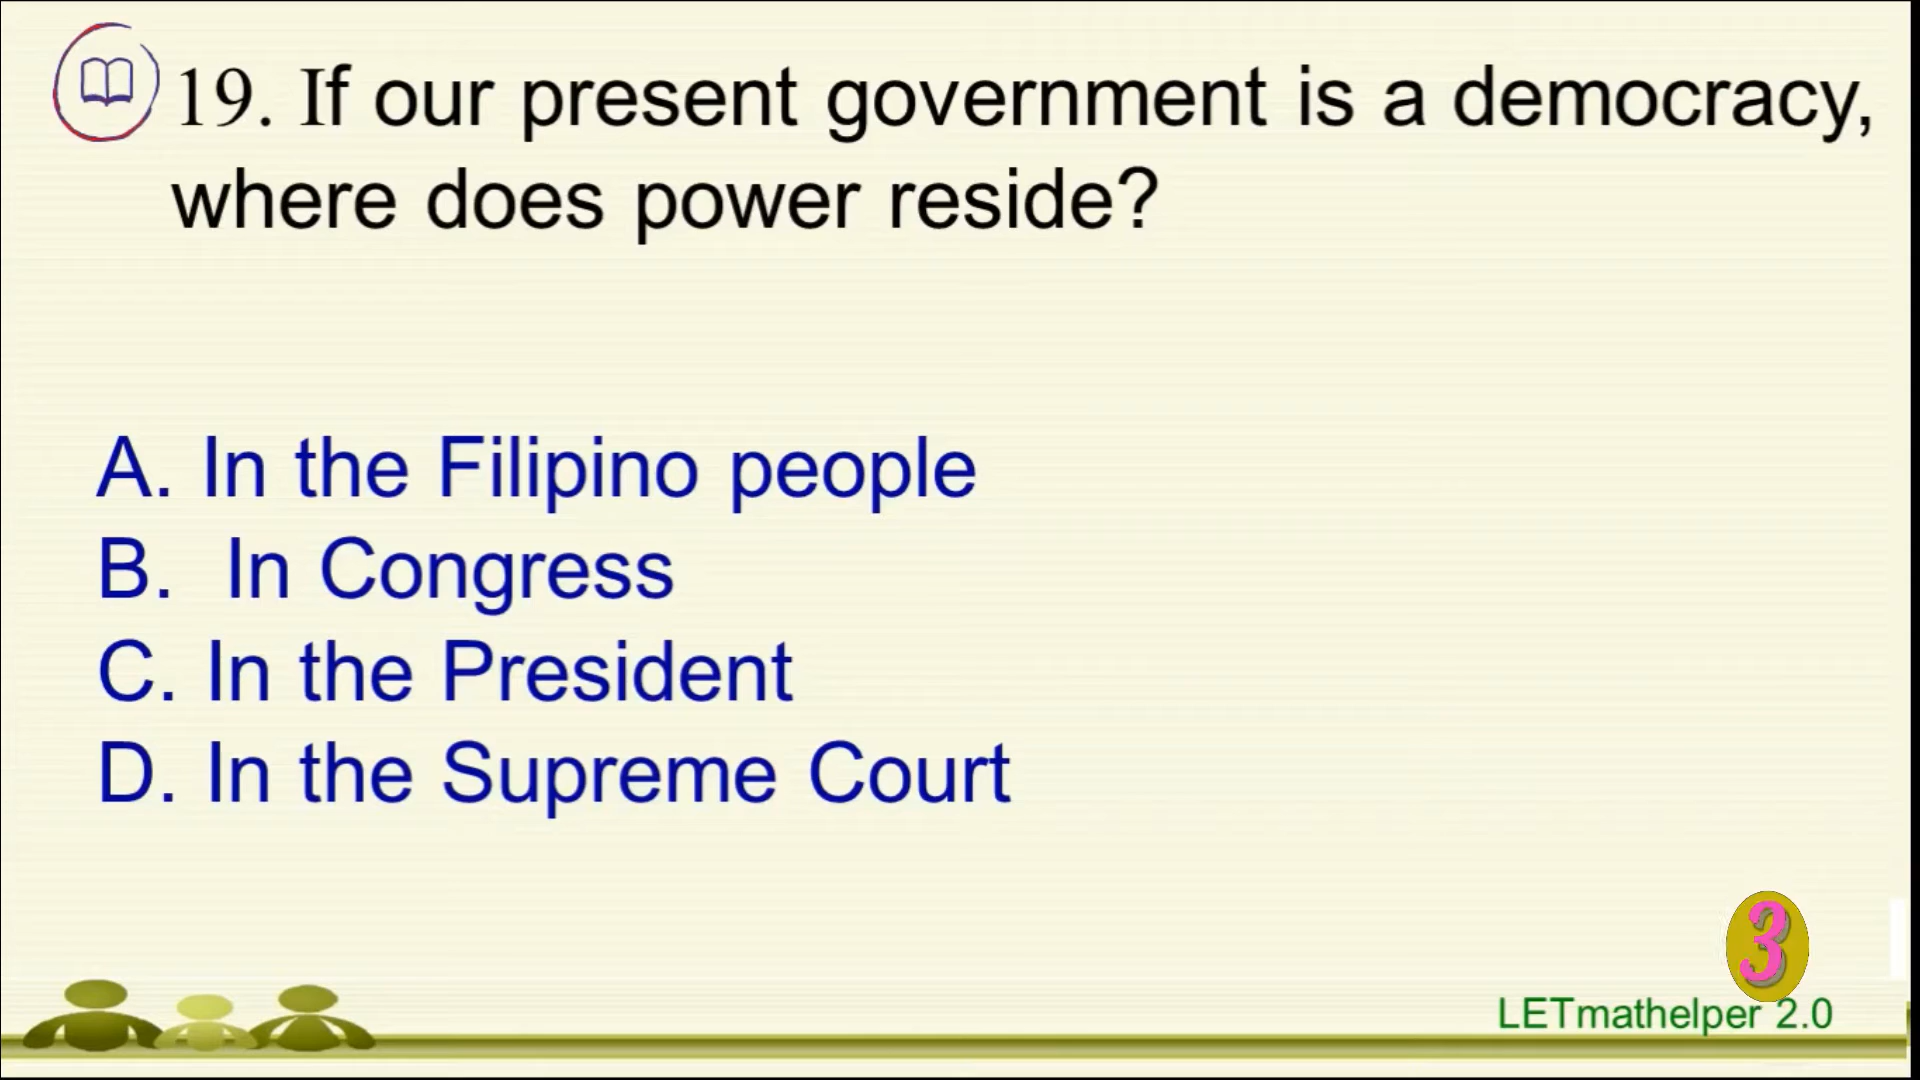 19. If our present government is a democracy,
where does power reside?
A. In the Filipino people
B. In Congress
C. In the President
D. In the Supreme Court
3
LETmathelper 2.0